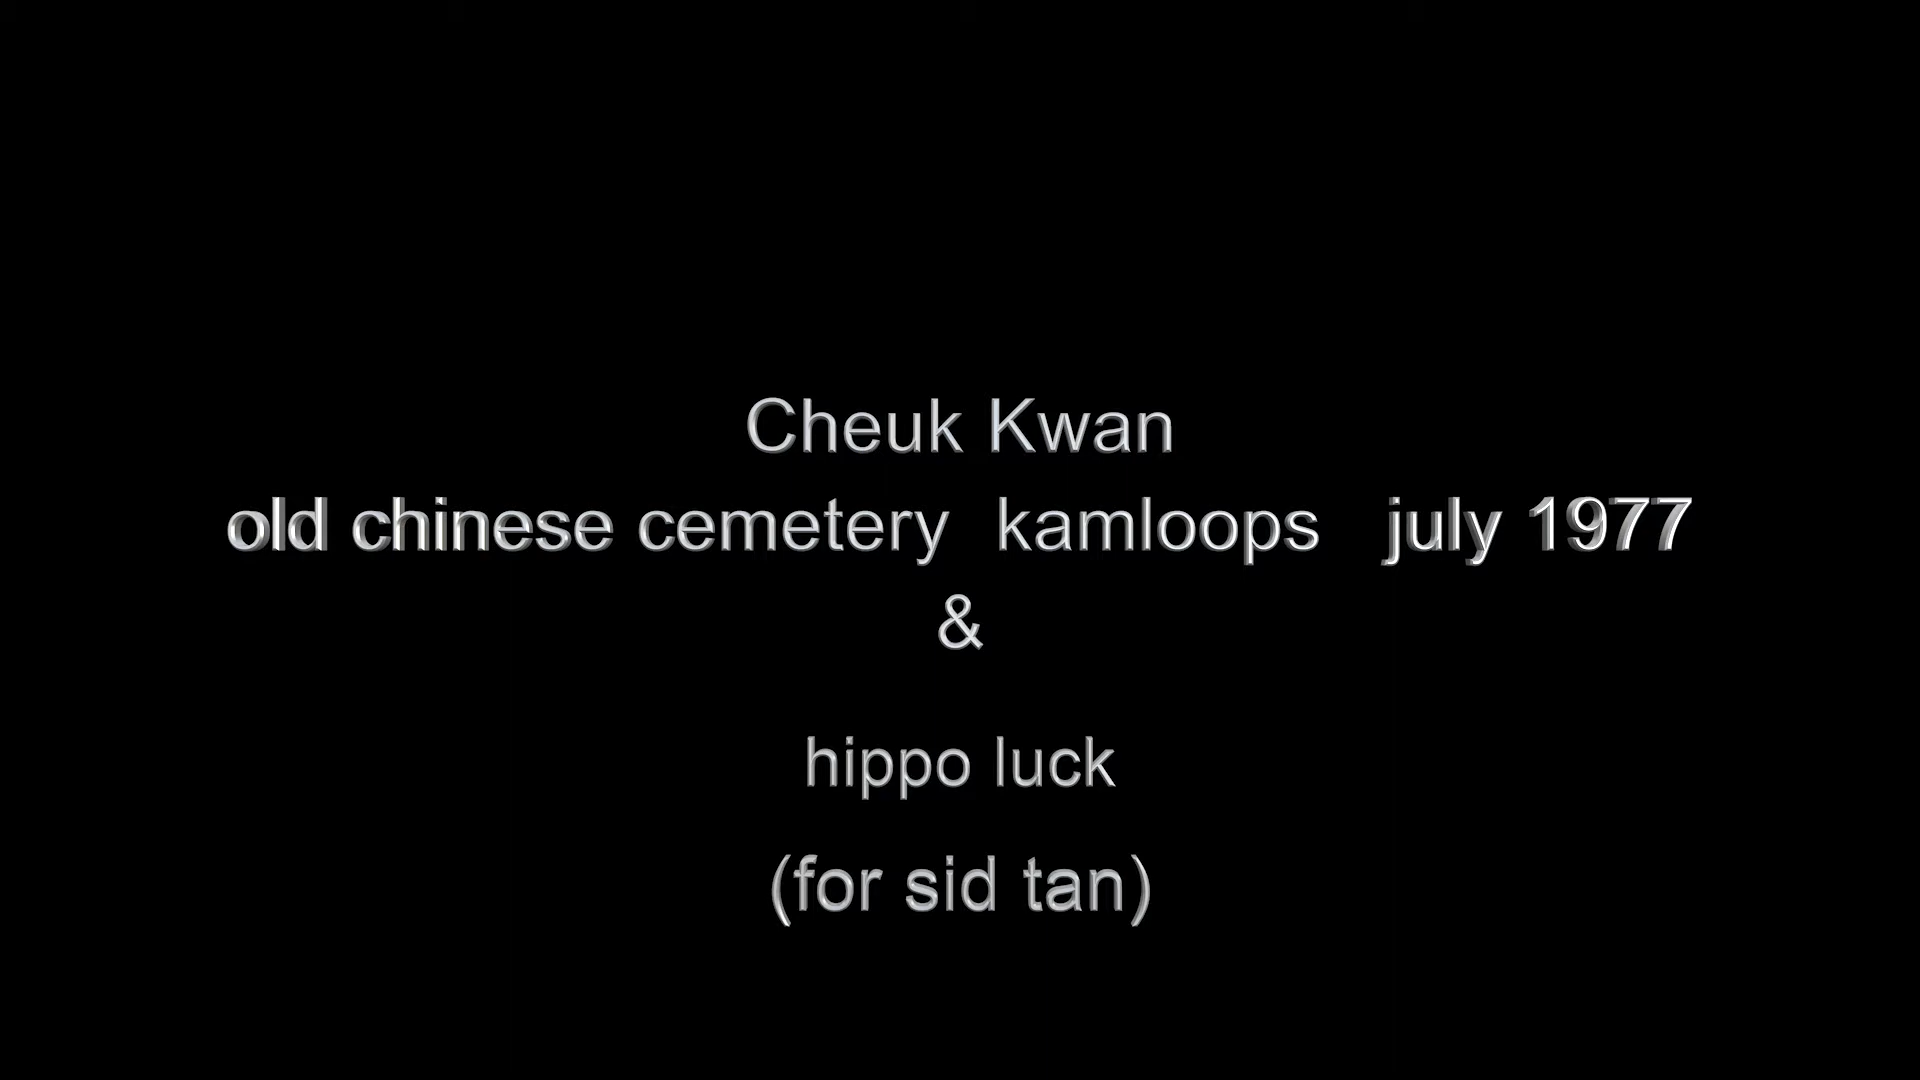 Cheuk Kwan
old chinese cemetery  kamloops   july 1977
&
hippo luck
(for sid tan)